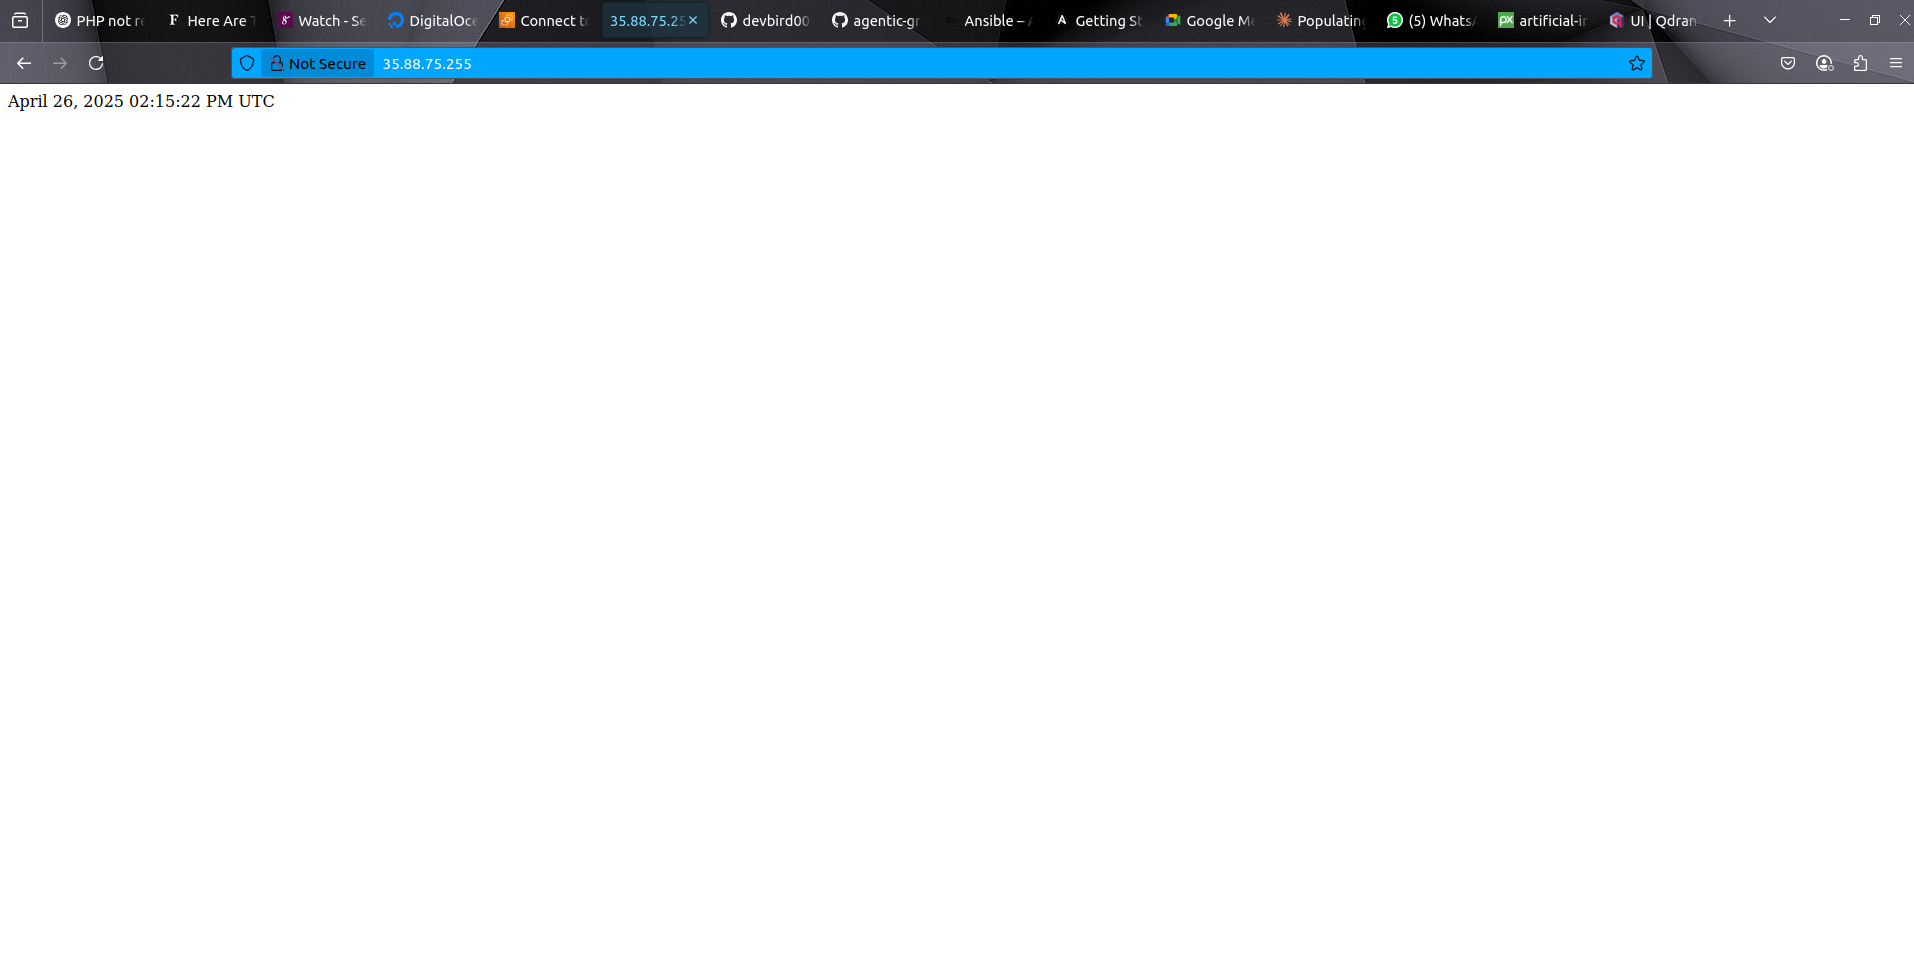 PHP not re
Here Are T
Watch - Se
DigitalOce
Connect to
35.88.75.25
devbird00
agentic-gr
Ansible – A
Getting St
Google Me
Populating
(5) WhatsA
artificial-ir
UI | Qdran
Not Secure 35.88.75.255
April 26, 2025 02:15:22 PM UTC